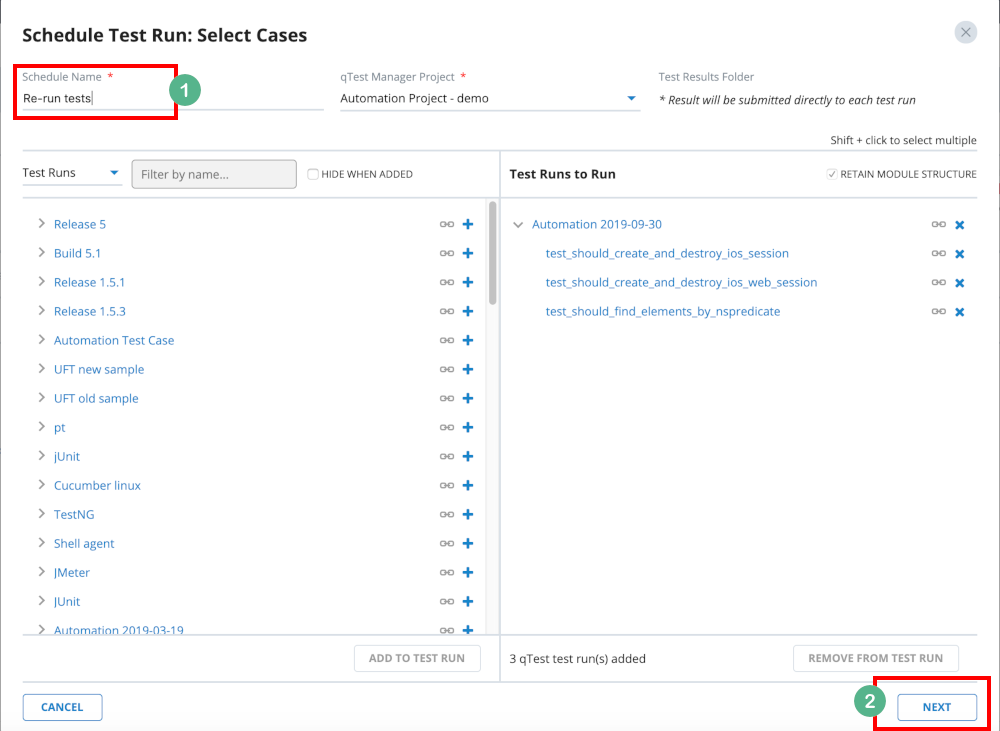 Schedule Test Run: Select Cases
Schedule Name *
Re-run tests
1
qTest Manager Project *
Automation Project - demo
Test Results Folder
* Result will be submitted directly to each test run
Shift + click to select multiple
Test Runs
Filter by name...
HIDE WHEN ADDED
Release 5
Build 5.1
Release 1.5.1
Release 1.5.3
Automation Test Case
UFT new sample
UFT old sample
pt
jUnit
Cucumber linux
TestNG
Shell agent
JMeter
JUnit
Automation 2019-03-19
ADD TO TEST RUN
Test Runs to Run
RETAIN MODULE STRUCTURE
Automation 2019-09-30
test_should_create_and_destroy_ios_session
test_should_create_and_destroy_ios_web_session
test_should_find_elements_by_nspredicate
3 qTest test run(s) added
REMOVE FROM TEST RUN
CANCEL
2
NEXT